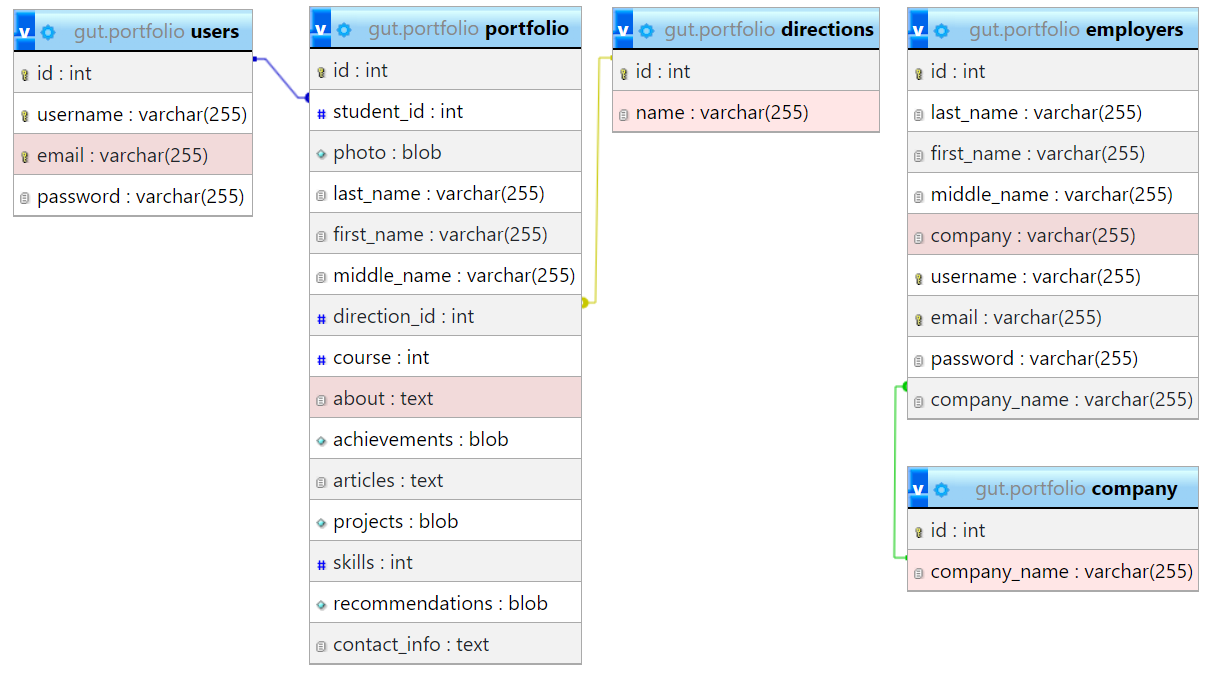 v gut.portfolio users
id : int
username : varchar(255)
email : varchar(255)
password : varchar(255)
v gut.portfolio portfolio
id : int
# student_id : int
photo : blob
last_name : varchar(255)
first_name : varchar(255)
middle_name : varchar(255)
# direction_id : int
# course : int
about : text
achievements : blob
articles : text
projects : blob
# skills : int
recommendations : blob
contact_info : text
v gut.portfolio directions
id : int
name : varchar(255)
v gut.portfolio employers
id : int
last_name : varchar(255)
first_name : varchar(255)
middle_name : varchar(255)
company : varchar(255)
username : varchar(255)
email : varchar(255)
password : varchar(255)
company_name : varchar(255)
v gut.portfolio company
id : int
company_name : varchar(255)